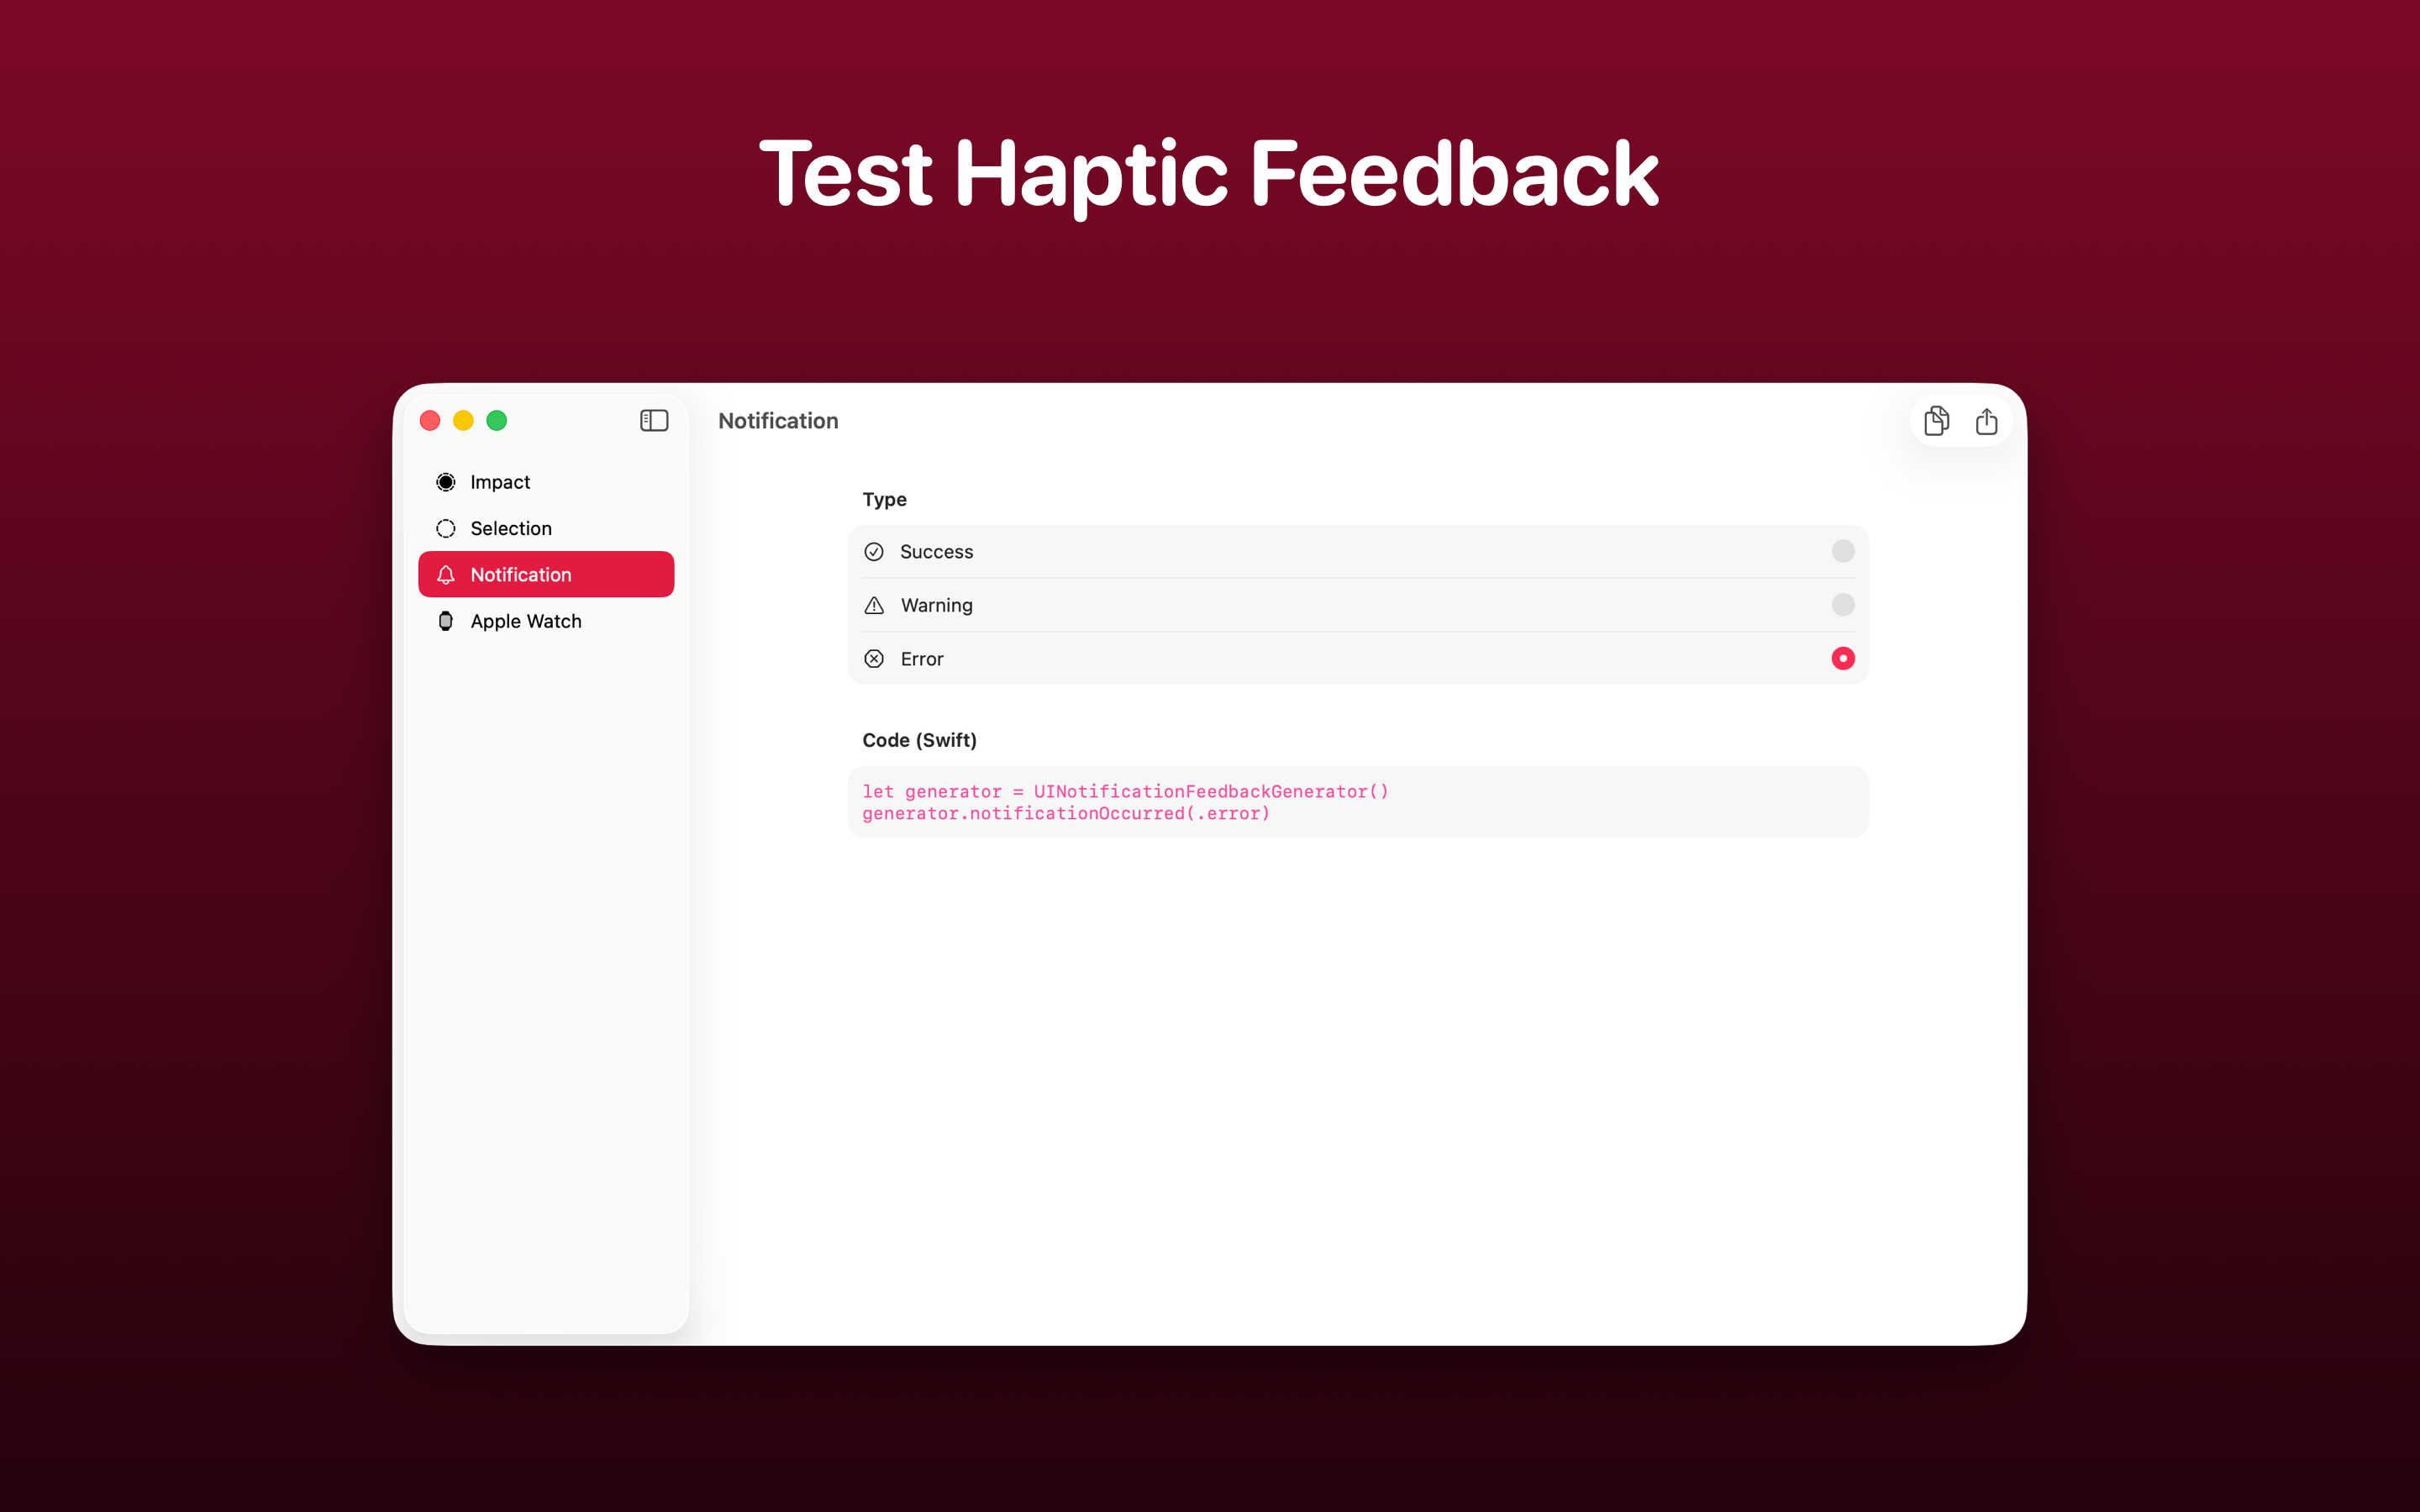 Test Haptic Feedback
Notification
Impact
Selection
Notification
Apple Watch
Type
Success
Warning
Error
Code (Swift)
let generator = UINotificationFeedbackGenerator()
generator.notificationOccurred(.error)